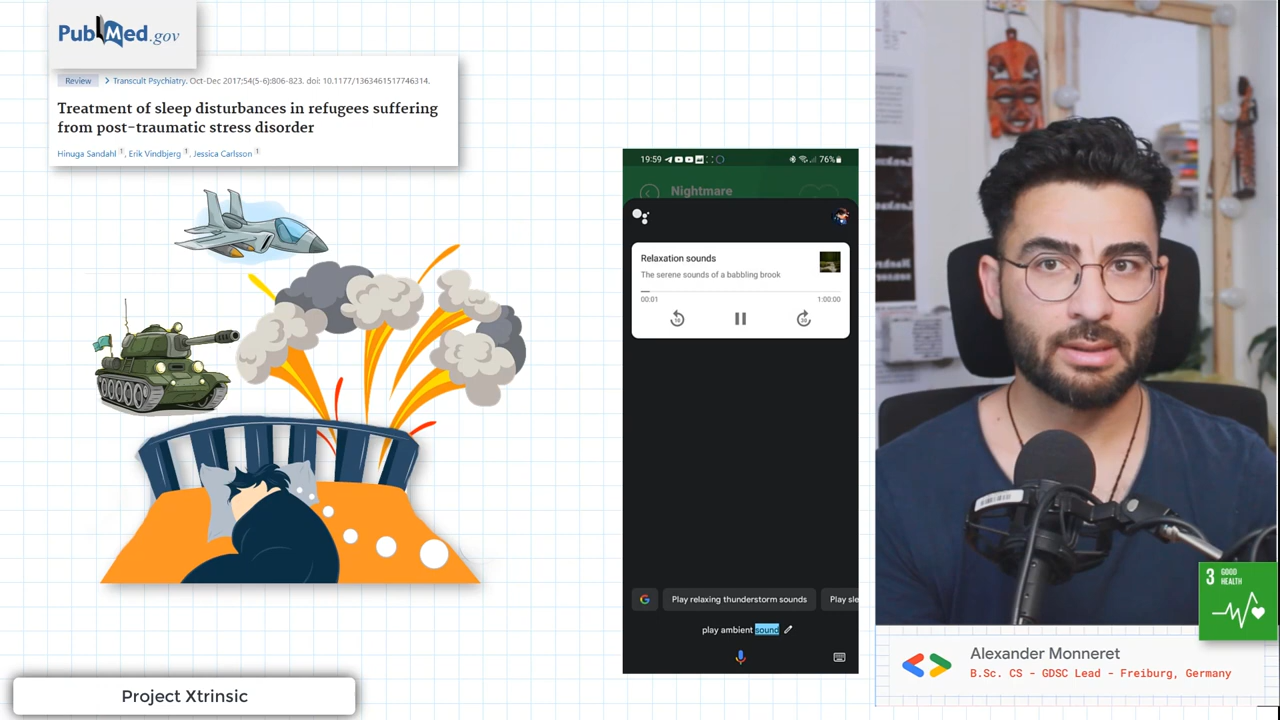 PubMed.gov
Review > Transcult Psychiatry. Oct-Dec 2017;54(5-6):806-823. doi: 10.1177/1363461517746314.
Treatment of sleep disturbances in refugees suffering
from post-traumatic stress disorder
Hinuga Sandahl 1, Erik Vindbjerg 1, Jessica Carlsson 1
19:59
76%
Nightmare
Relaxation sounds
The serene sounds of a babbling brook
00:01
1:00:00
Play relaxing thunderstorm sounds
Play sle
play ambient sound
3 GOOD
HEALTH
Alexander Monneret
B.Sc. CS - GDSC Lead - Freiburg, Germany
Project Xtrinsic